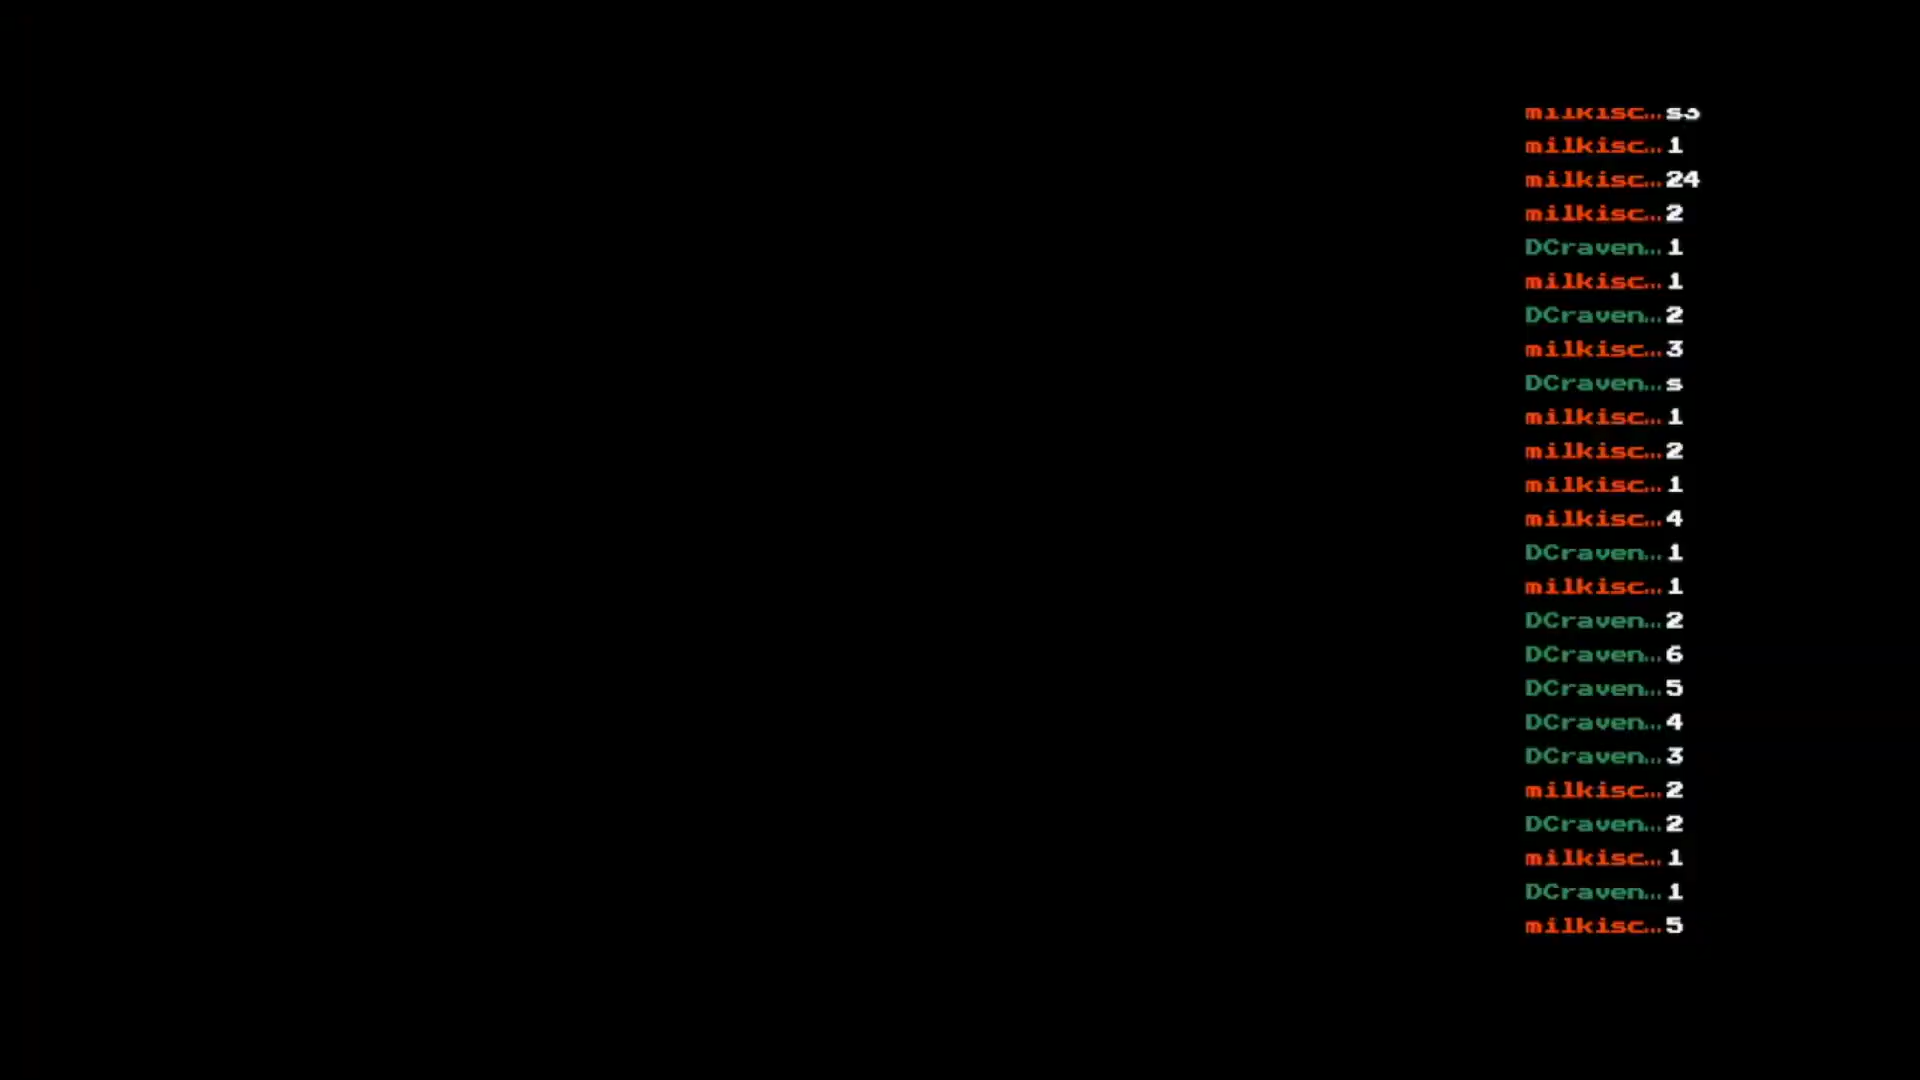 milkisc… s3
milkisc… 1
milkisc… 24
milkisc… 2
DCraven… 1
milkisc… 1
DCraven… 2
milkisc… 3
DCraven… s
milkisc… 1
milkisc… 2
milkisc… 1
milkisc… 4
DCraven… 1
milkisc… 1
DCraven… 2
DCraven… 6
DCraven… 5
DCraven… 4
DCraven… 3
milkisc… 2
DCraven… 2
milkisc… 1
DCraven… 1
milkisc… 5